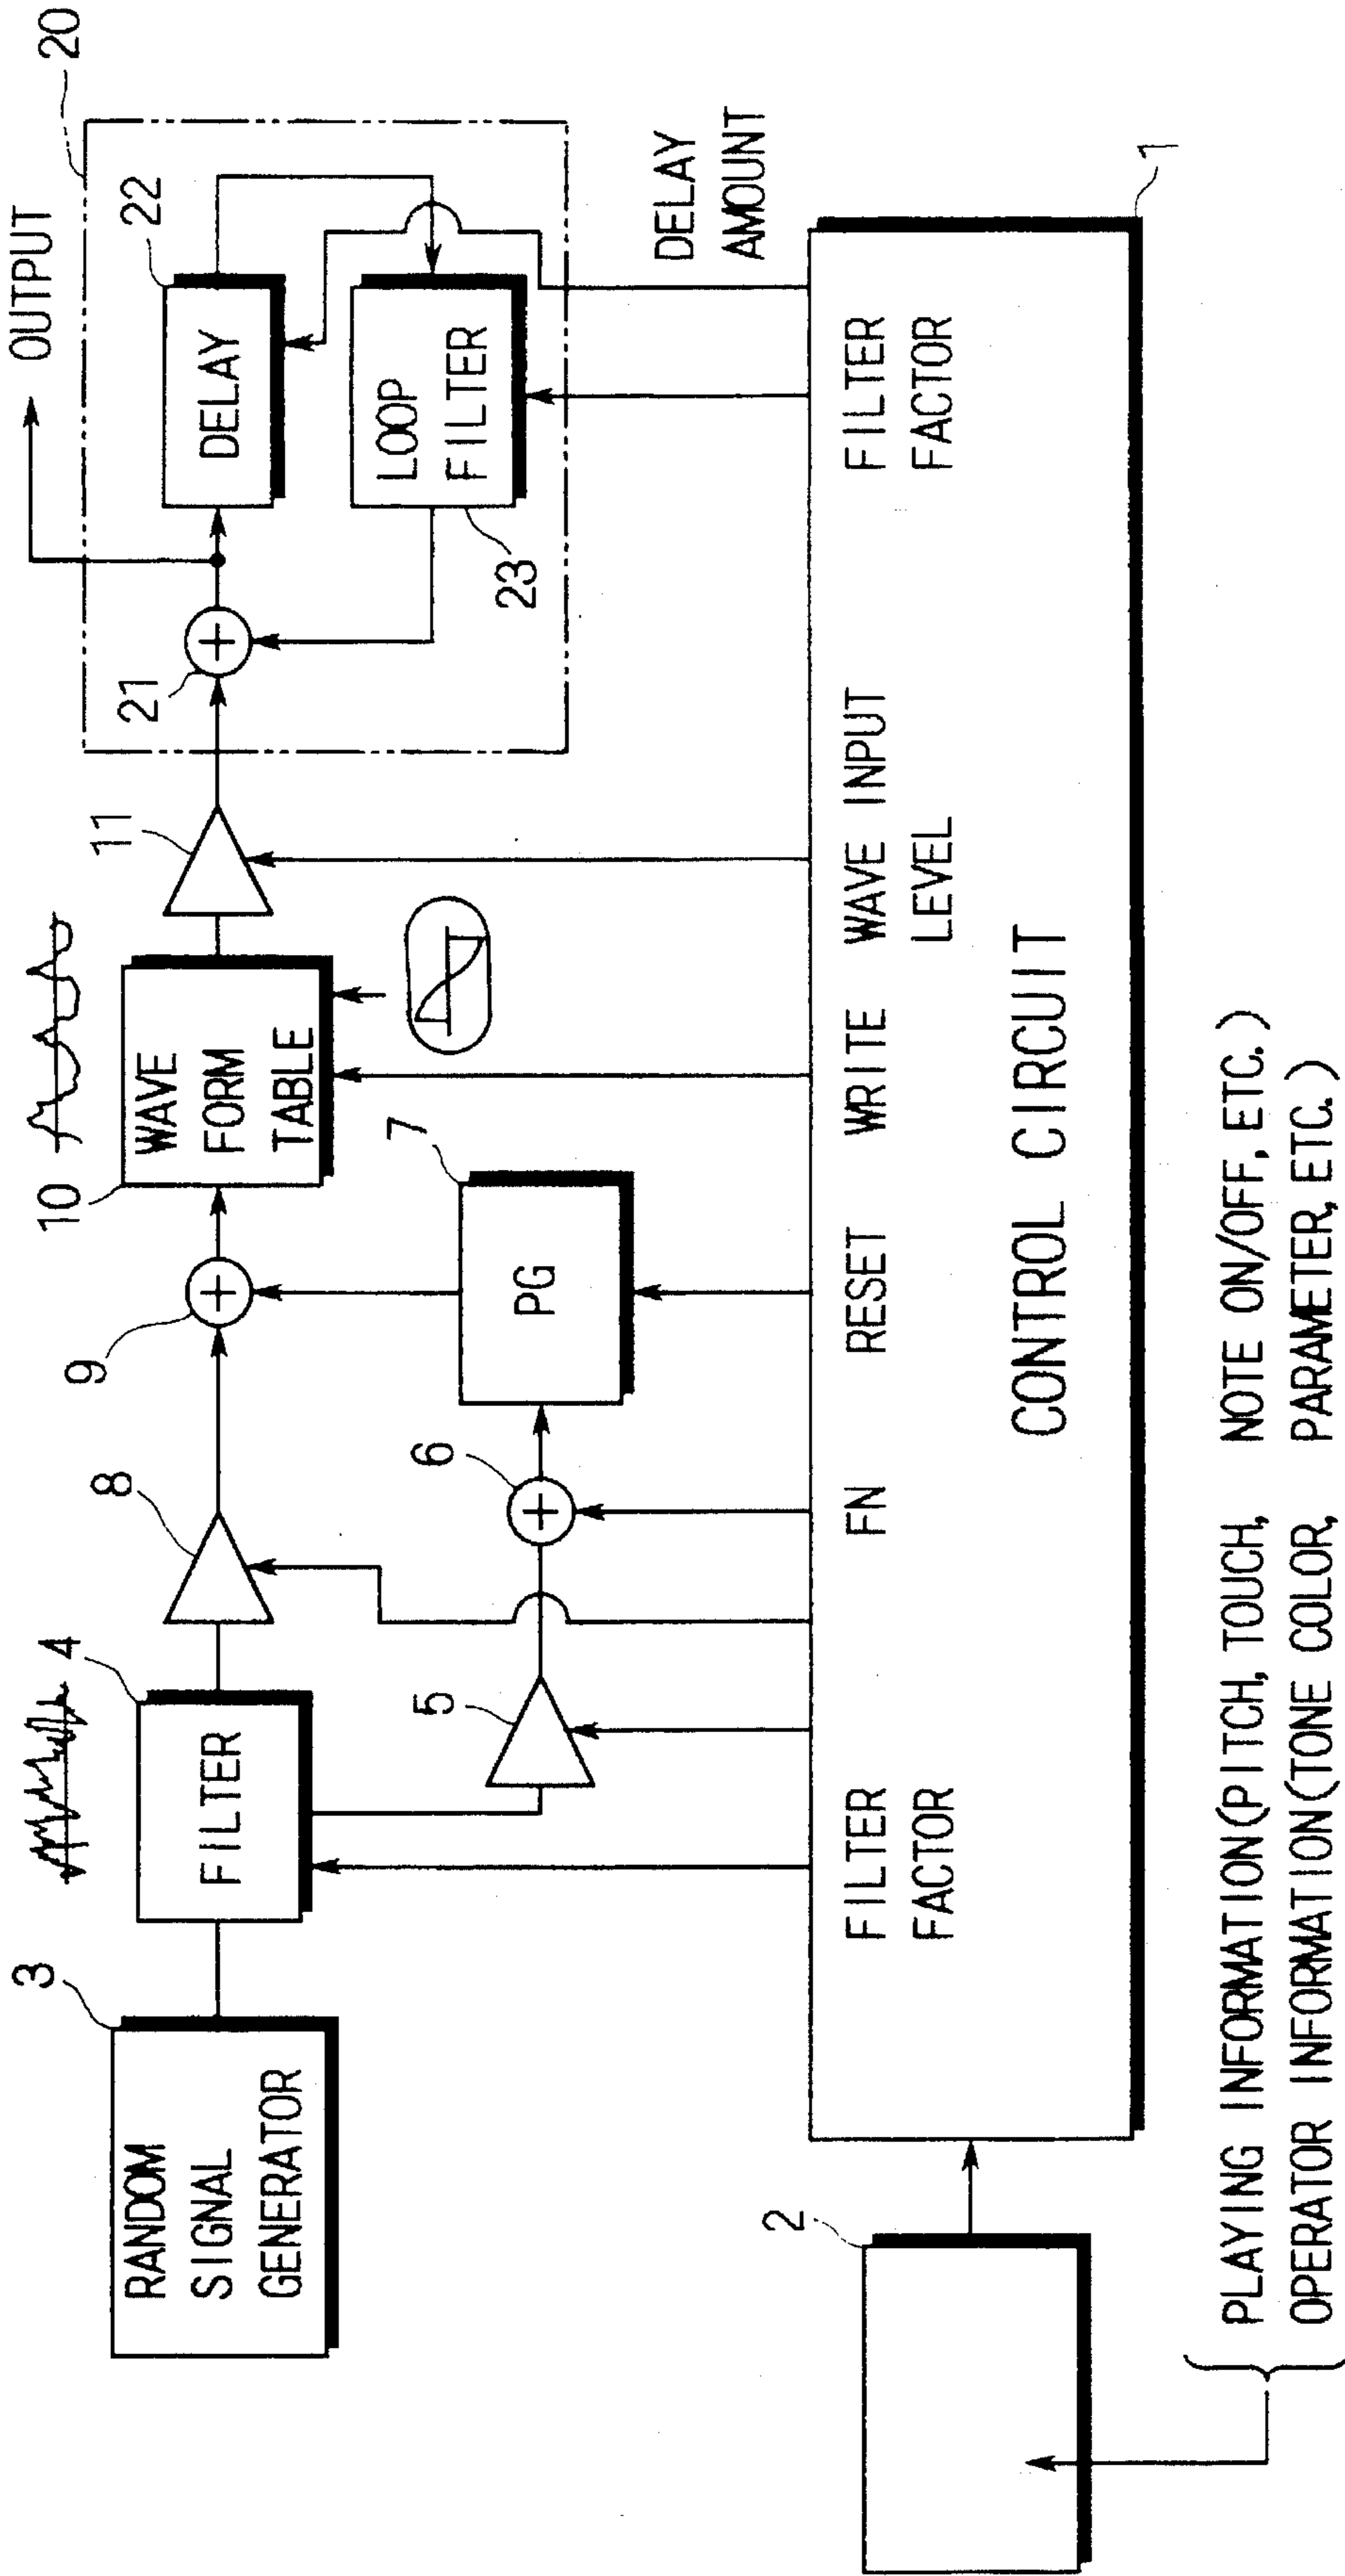 OUTPUT
20
22
DELAY
21
LOOP
FILTER
23
DELAY
AMOUNT
11
10
WAVE
FORM
TABLE
9
7
PG
8
6
4
FILTER
5
3
RANDOM
SIGNAL
GENERATOR
FILTER
FACTOR
FN
RESET
WRITE
WAVE INPUT
LEVEL
FILTER
FACTOR
CONTROL CIRCUIT
1
2
PLAYING INFORMATION(PITCH, TOUCH, NOTE ON/OFF, ETC.)
OPERATOR INFORMATION(TONE COLOR, PARAMETER, ETC.)